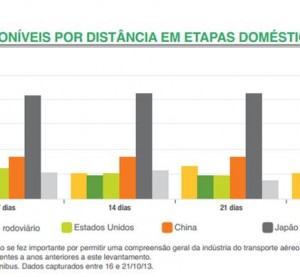 ONÍVEIS POR DISTÂNCIA EM ETAPAS DOMÉSTIC
dias 14 dias 21 dias
rodoviário Estados Unidos China Japão
o se fez importante por permitir uma compreensão geral da indústria do transporte aéreo
entes a anos anteriores a este levantamento.
nibus. Dados capturados entre 16 e 21/10/13.